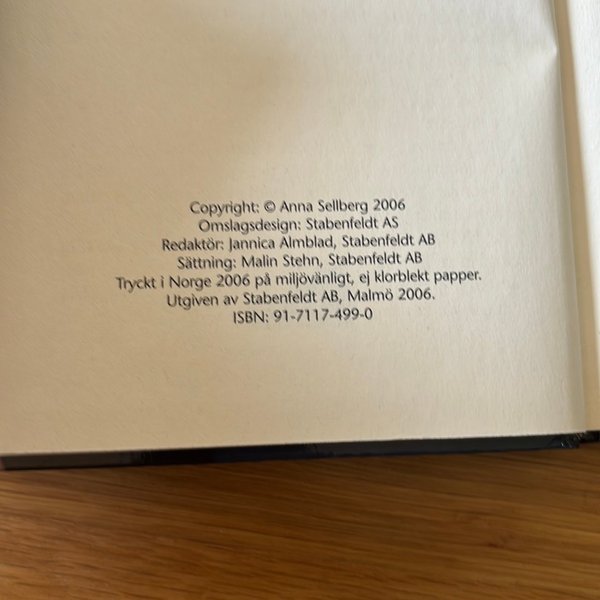 Copyright: © Anna Sellberg 2006
Omslagsdesign: Stabenfeldt AS
Redaktör: Jannica Almblad, Stabenfeldt AB
Sättning: Malin Stehn, Stabenfeldt AB
Tryckt i Norge 2006 på miljövänligt, ej klorblekt papper.
Utgiven av Stabenfeldt AB, Malmö 2006.
ISBN: 91-7117-499-0